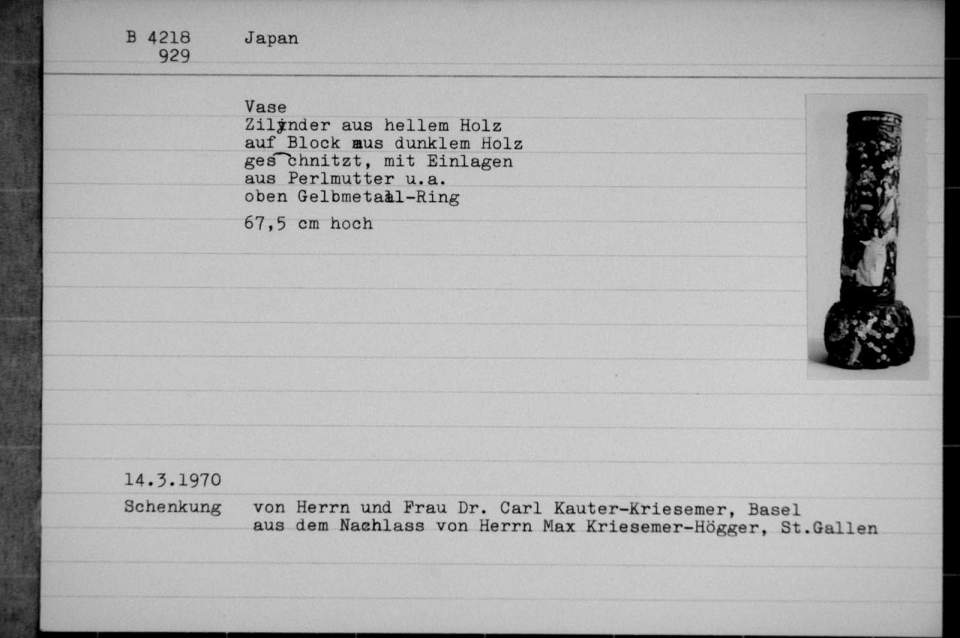 B 4218 Japan
929
Vase
Zilynder aus hellem Holz
auf Block aus dunklem Holz
geschnitzt, mit Einlagen
aus Perlmutter u.a.
oben Gelbmetall-Ring
67,5 cm hoch
14.3.1970
Schenkung von Herrn und Frau Dr. Carl Kauter-Kriesemer, Basel
aus dem Nachlass von Herrn Max Kriesemer-Högger, St.Gallen